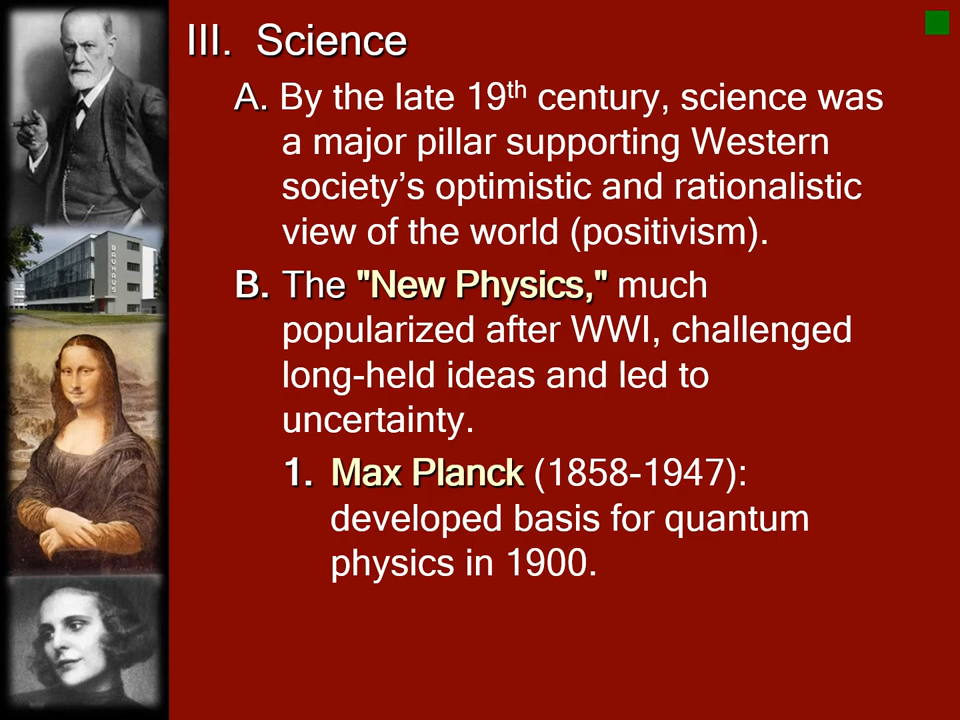 III. Science
A. By the late 19th century, science was
a major pillar supporting Western
society's optimistic and rationalistic
view of the world (positivism).
B. The "New Physics," much
popularized after WWI, challenged
long-held ideas and led to
uncertainty.
1. Max Planck (1858-1947):
developed basis for quantum
physics in 1900.
BAUHAUS